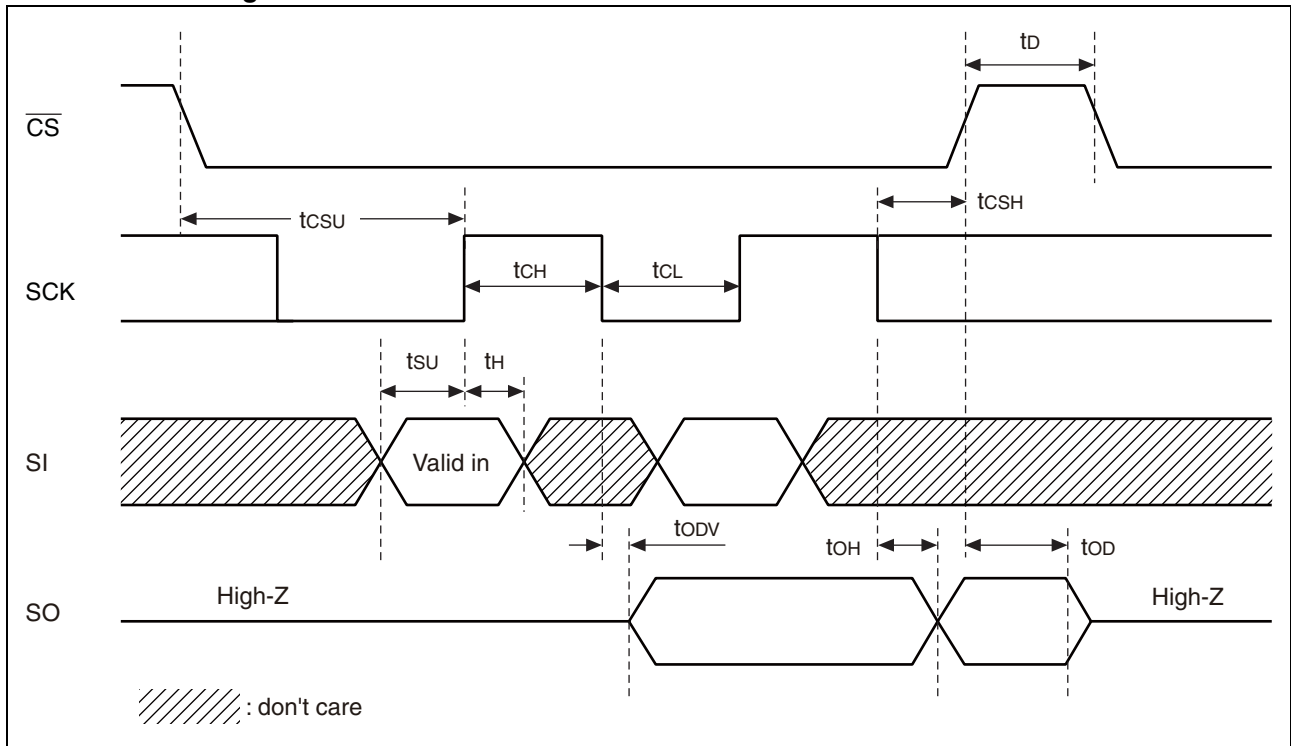 tD
CS
tCSH
tCSU
tCH
tCL
SCK
tSU
tH
SI
Valid in
tODV
tOH
tOD
High-Z
High-Z
SO
: don't care